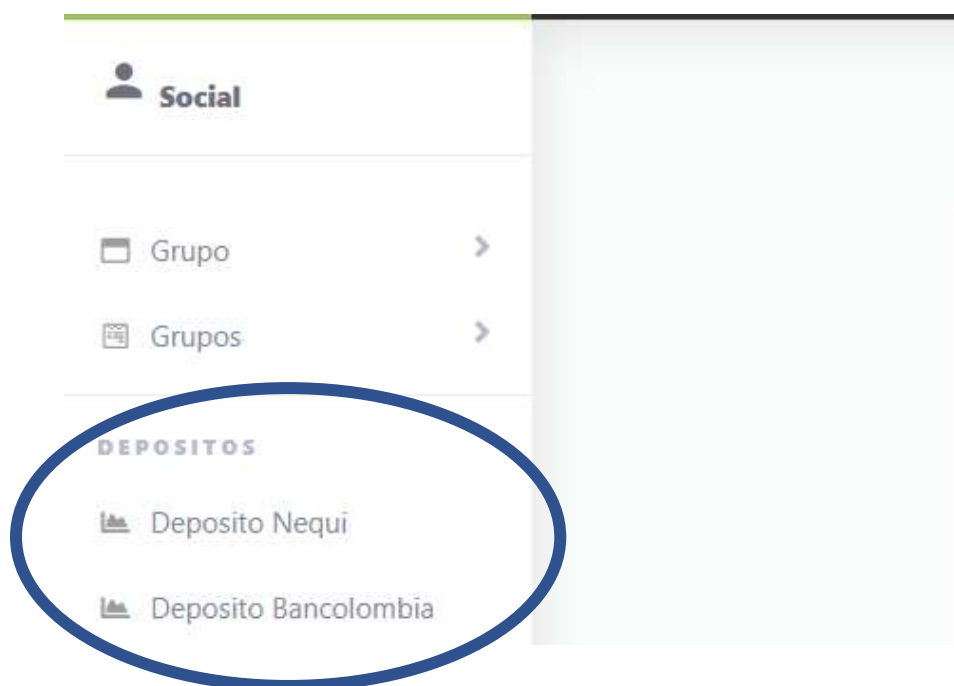 Social
Grupo
Grupos
DEPOSITOS
Deposito Nequi
Deposito Bancolombia